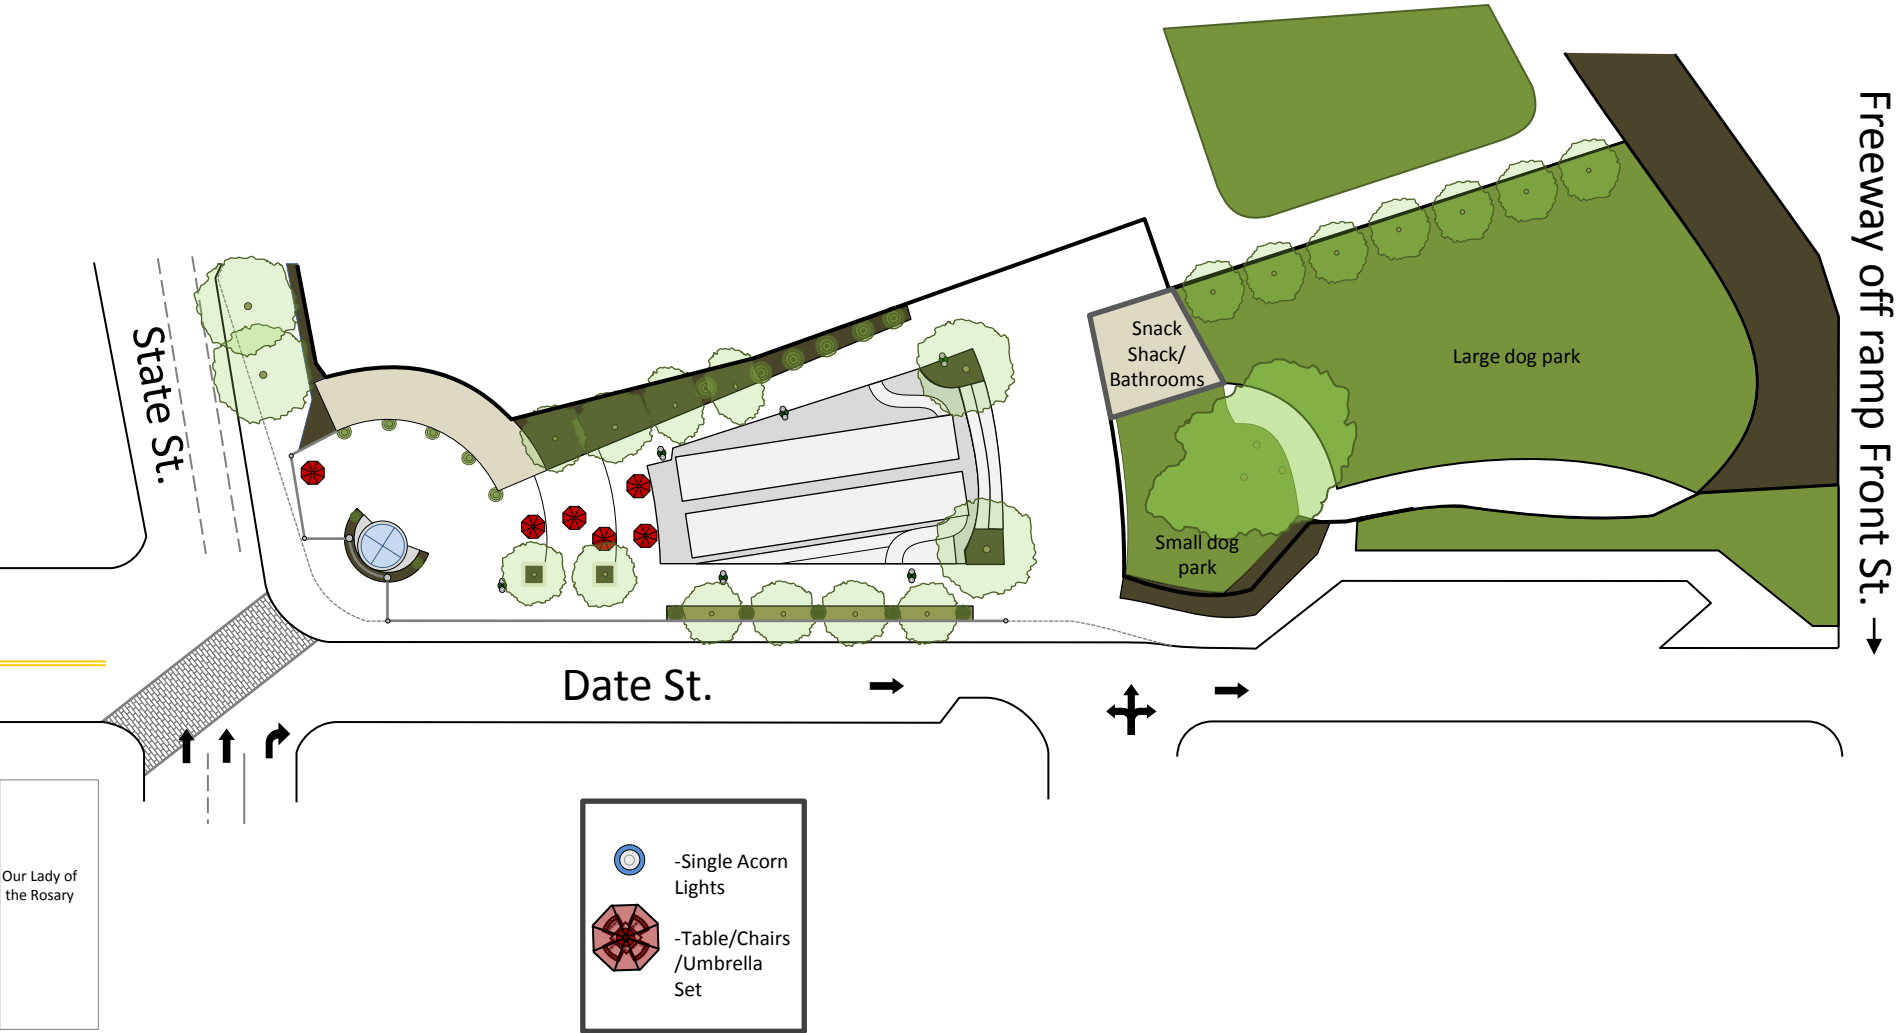 Freeway off ramp Front St. →
State St.
Snack
Shack/
Bathrooms
Large dog park
Small dog
park
Date St.
Our Lady of
the Rosary
-Single Acorn
Lights
-Table/Chairs
/Umbrella
Set